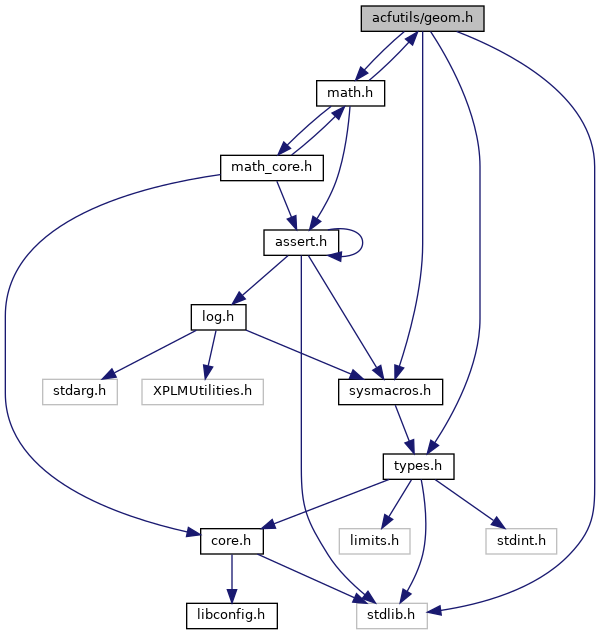 acfutils/geom.h
math.h
math_core.h
assert.h
log.h
stdarg.h
XPLMUtilities.h
sysmacros.h
types.h
core.h
limits.h
stdint.h
libconfig.h
stdlib.h